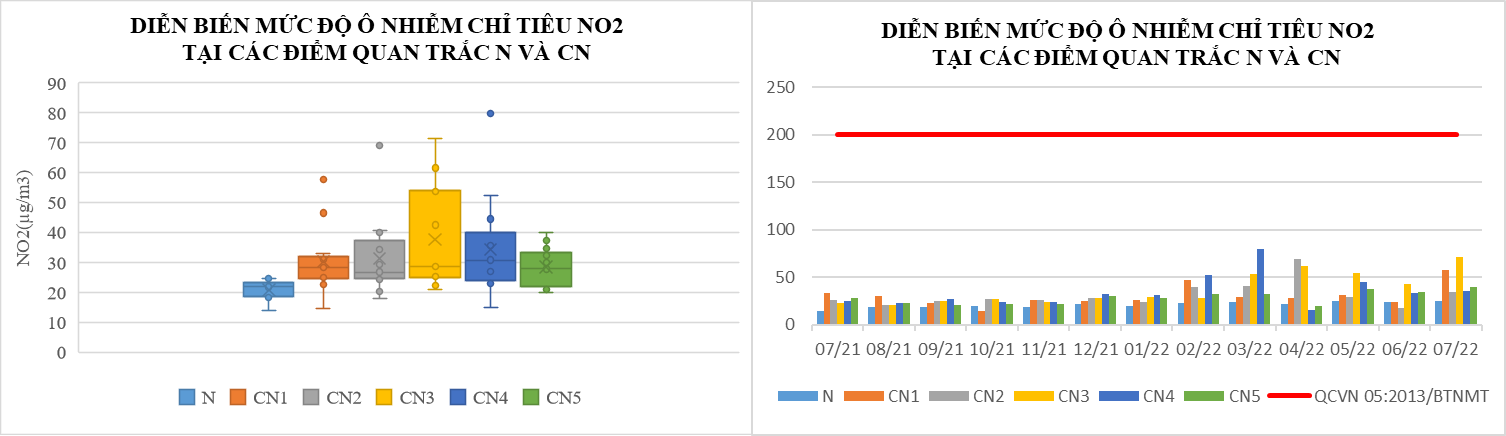 DIỄN BIẾN MỨC ĐỘ Ô NHIỄM CHỈ TIÊU NO2
TẠI CÁC ĐIỂM QUAN TRẮC N VÀ CN
90
80
70
60
50
40
30
20
10
0
NO2(µg/m3)
N CN1 CN2 CN3 CN4 CN5
DIỄN BIẾN MỨC ĐỘ Ô NHIỄM CHỈ TIÊU NO2
TẠI CÁC ĐIỂM QUAN TRẮC N VÀ CN
250
200
150
100
50
0
07/21 08/21 09/21 10/21 11/21 12/21 01/22 02/22 03/22 04/22 05/22 06/22 07/22
N CN1 CN2 CN3 CN4 CN5 QCVN 05:2013/BTNMT